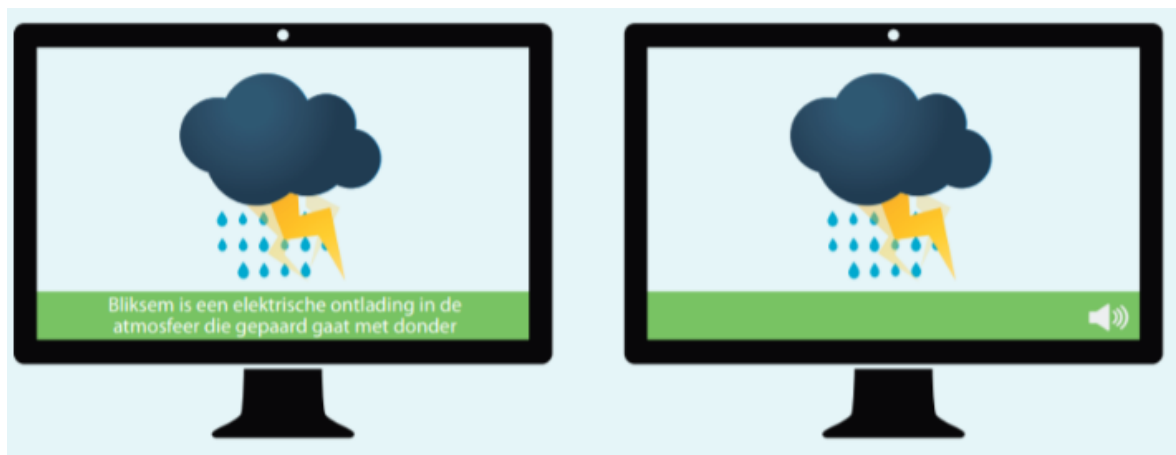 Bliksem is een elektrische ontlading in de
atmosfeer die gepaard gaat met donder